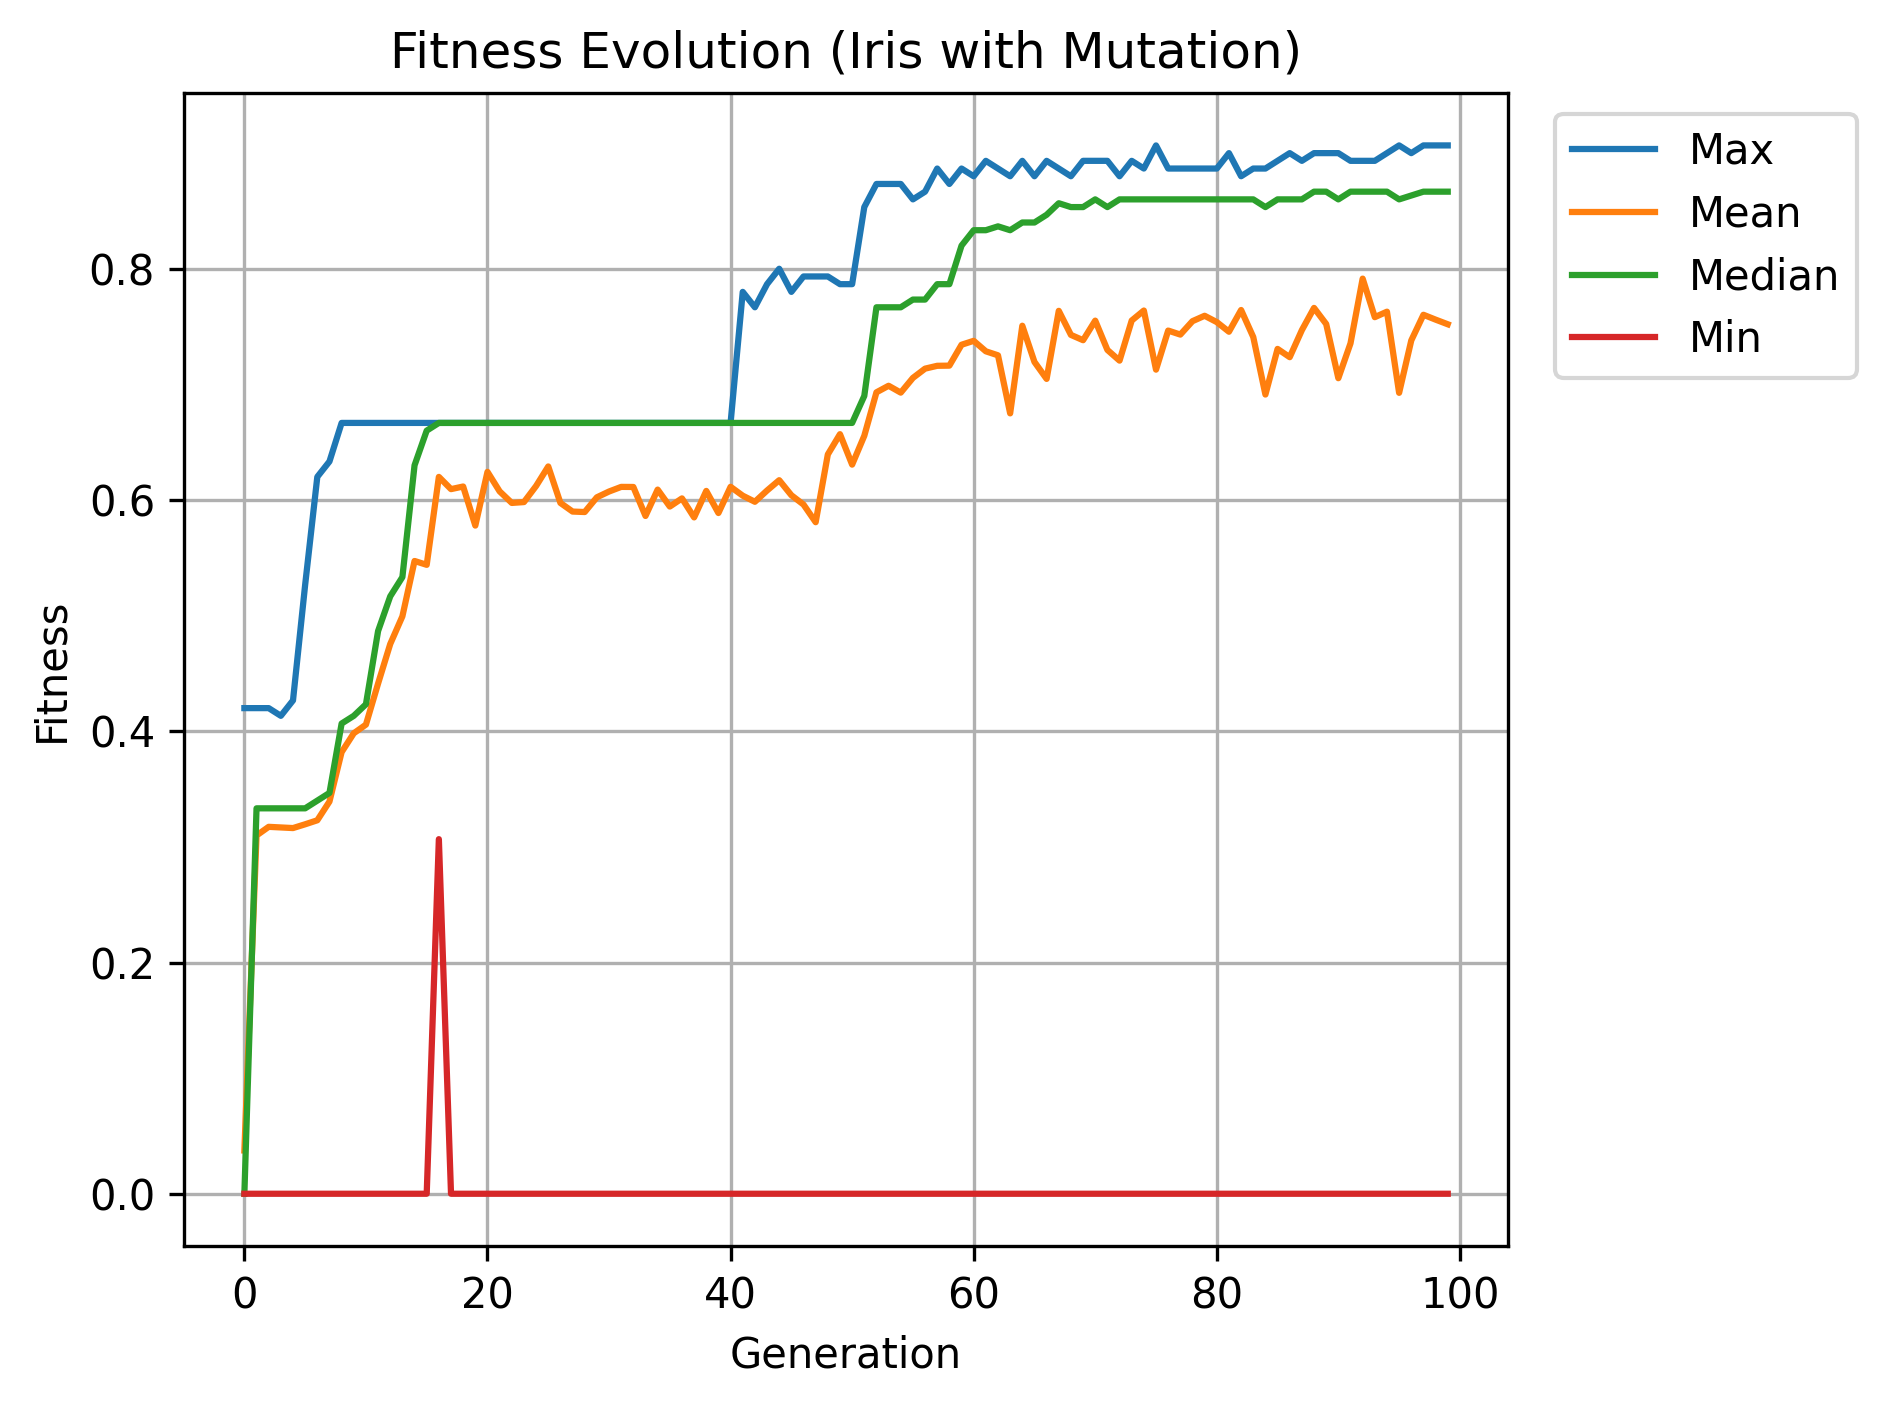 Fitness Evolution (Iris with Mutation)
Max
Mean
Median
Min
Fitness
0.8
0.6
0.4
0.2
0.0
0 20 40 60 80 100
Generation